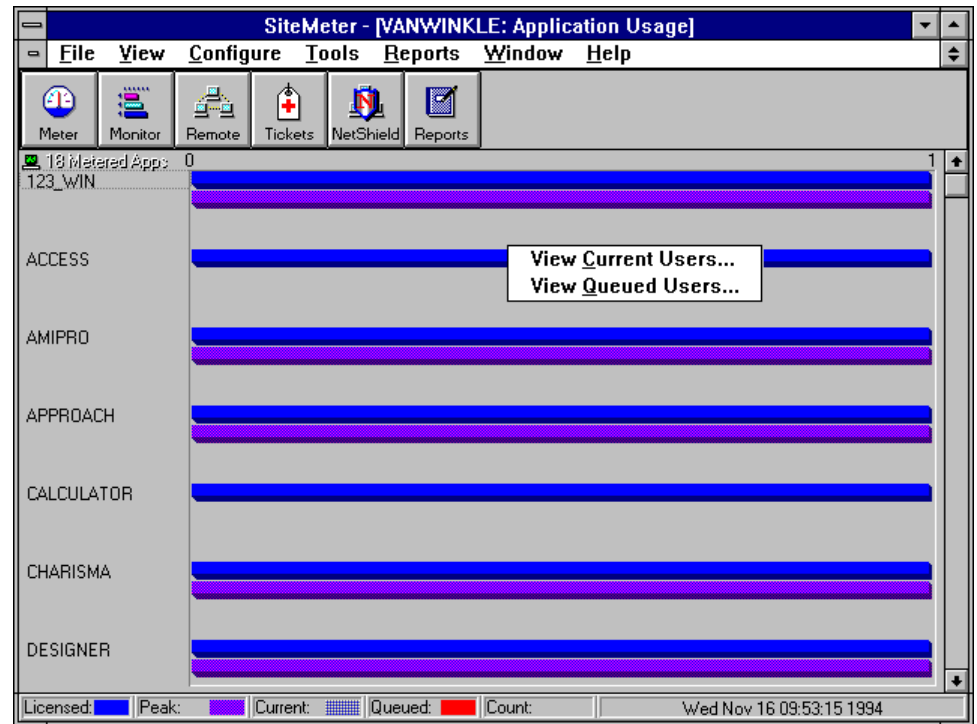 SiteMeter - [VANWINKLE: Application Usage]
File View Configure Tools Reports Window Help
Meter Monitor Remote Tickets NetShield Reports
18 Metered Apps 0 1
123_WIN
ACCESS
View Current Users...
View Queued Users...
AMIPRO
APPROACH
CALCULATOR
CHARISMA
DESIGNER
Licensed: Peak: Current: Queued: Count: Wed Nov 16 09:53:15 1994